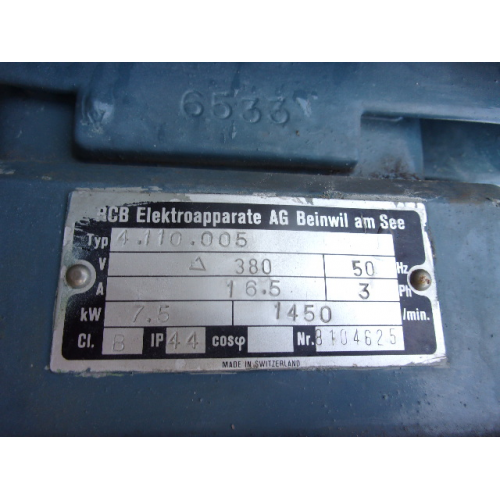 6533
RCB Elektroapparate AG Beinwil am See
Typ 4.110.005
V △ 380 50 Hz
A 16.5 3 Ph
kW 7.5 1450 /min.
Cl. B IP 44 cosφ Nr. 8104625
MADE IN SWITZERLAND